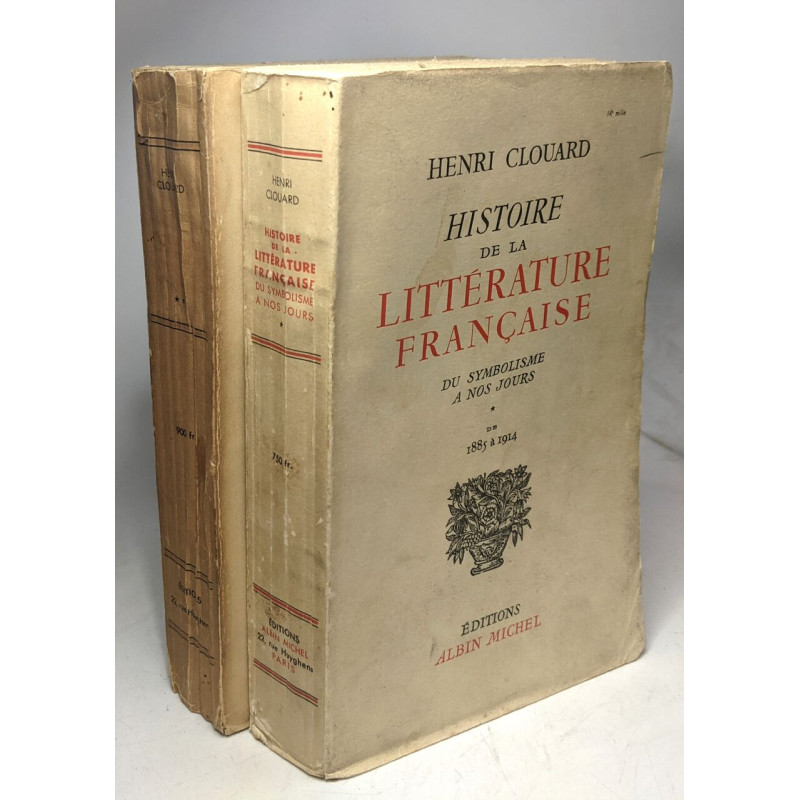 HENRI CLOUARD
HISTOIRE
DE LA
LITTÉRATURE
FRANÇAISE
DU SYMBOLISME
A NOS JOURS
*
DE
1885 à 1914
ÉDITIONS
ALBIN MICHEL
HENRI
CLOUARD
HISTOIRE
DE LA
LITTÉRATURE
FRANÇAISE
DU SYMBOLISME
A NOS JOURS
*
750 fr.
ÉDITIONS
ALBIN MICHEL
22, rue Huyghens
PARIS
CLOUARD
**
900 fr.
22, rue